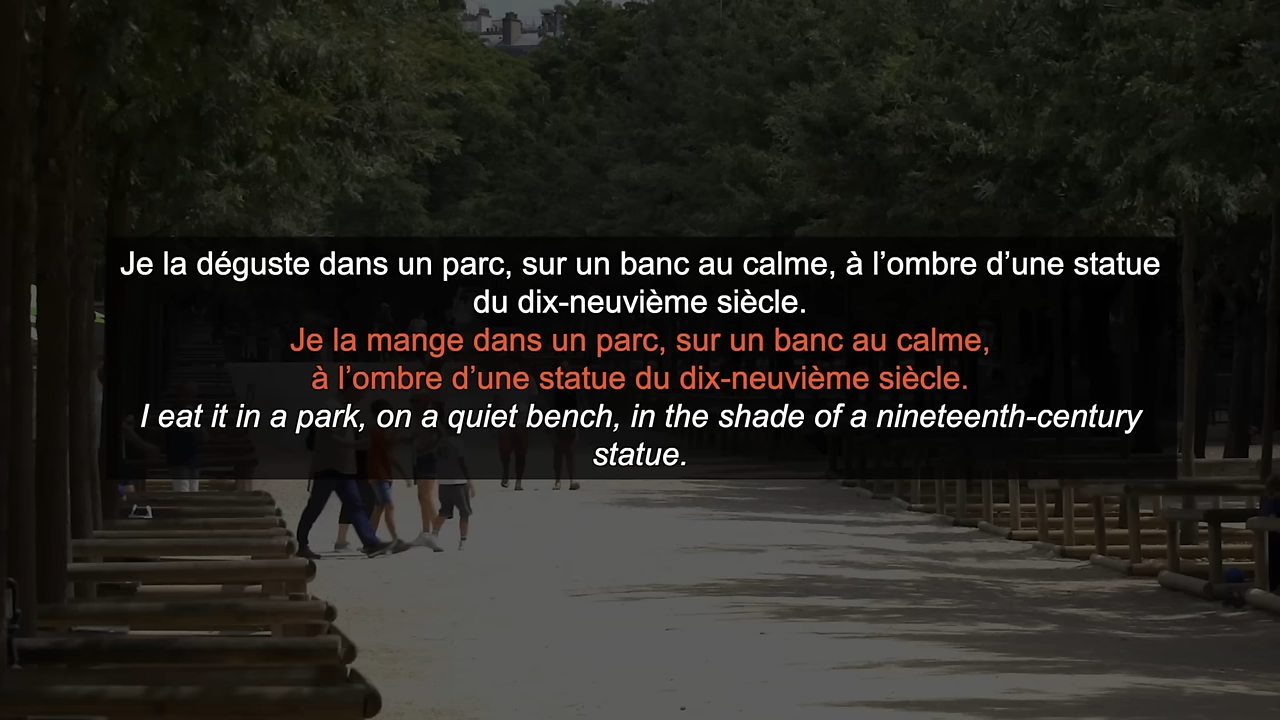 Je la déguste dans un parc, sur un banc au calme, à l’ombre d’une statue
du dix-neuvième siècle.
Je la mange dans un parc, sur un banc au calme,
à l’ombre d’une statue du dix-neuvième siècle.
I eat it in a park, on a quiet bench, in the shade of a nineteenth-century
statue.